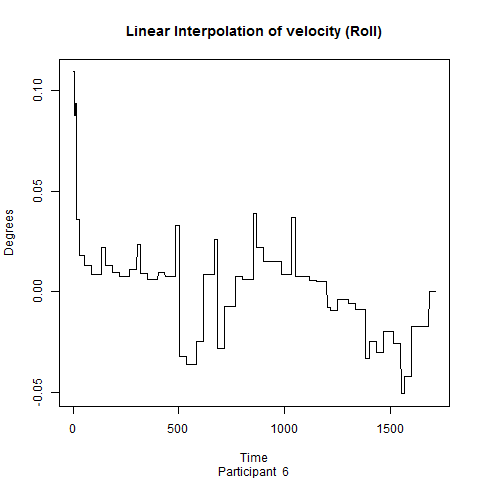 Linear Interpolation of velocity (Roll)
Degrees
0.10
0.05
0.00
-0.05
0
500
1000
1500
Time
Participant 6